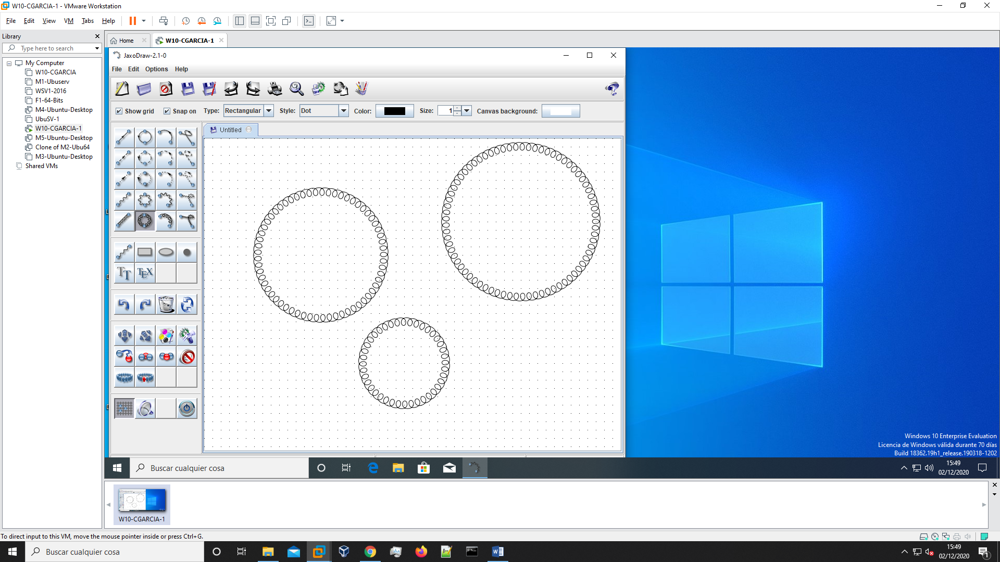 W10-CGARCIA-1 - VMware Workstation
File Edit View VM Tabs Help
Library
Type here to search
My Computer
W10-CGARCIA
M1-Ubuserv
WSV1-2016
F1-64-Bits
M4-Ubuntu-Desktop
UbuSV-1
W10-CGARCIA-1
M5-Ubuntu-Desktop
Clone of M2-Ubu64
M3-Ubuntu-Desktop
Shared VMs
Home
W10-CGARCIA-1
JaxoDraw-2.1-0
File Edit Options Help
Show grid Snap on Type: Rectangular Style: Dot Color: Size: 1 Canvas background:
Untitled
TT TEX
Windows 10 Enterprise Evaluation
Licencia de Windows válida durante 70 días
Build 18362.19h1_release.190318-1202
Buscar cualquier cosa
15:49
02/12/2020
W10-CGARCIA-1
To direct input to this VM, move the mouse pointer inside or press Ctrl+G.
Buscar cualquier cosa
15:49
02/12/2020
1